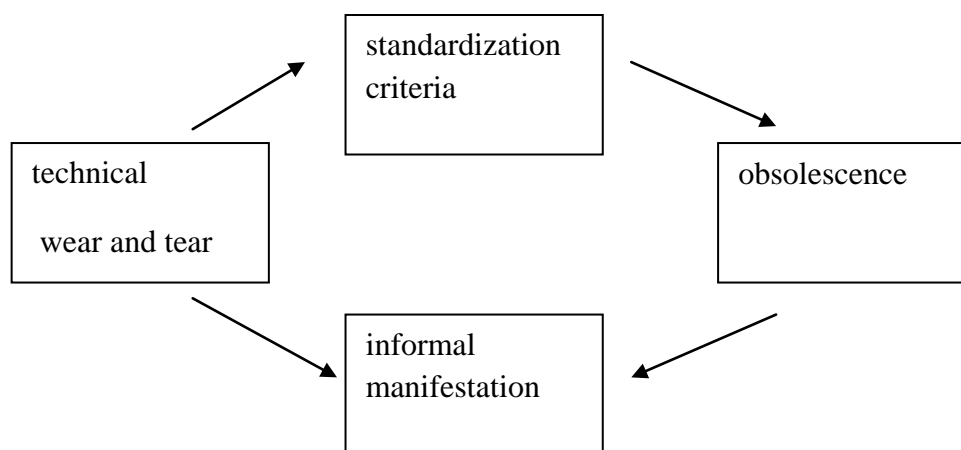 standardization
criteria
technical
wear and tear
obsolescence
informal
manifestation